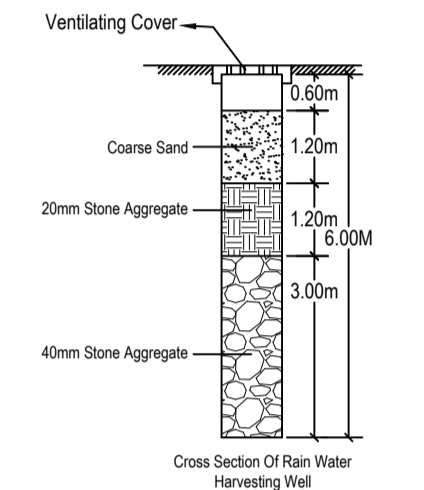 Ventilating Cover
0.60m
Coarse Sand
1.20m
20mm Stone Aggregate
1.20m
6.00M
3.00m
40mm Stone Aggregate
Cross Section Of Rain Water
Harvesting Well